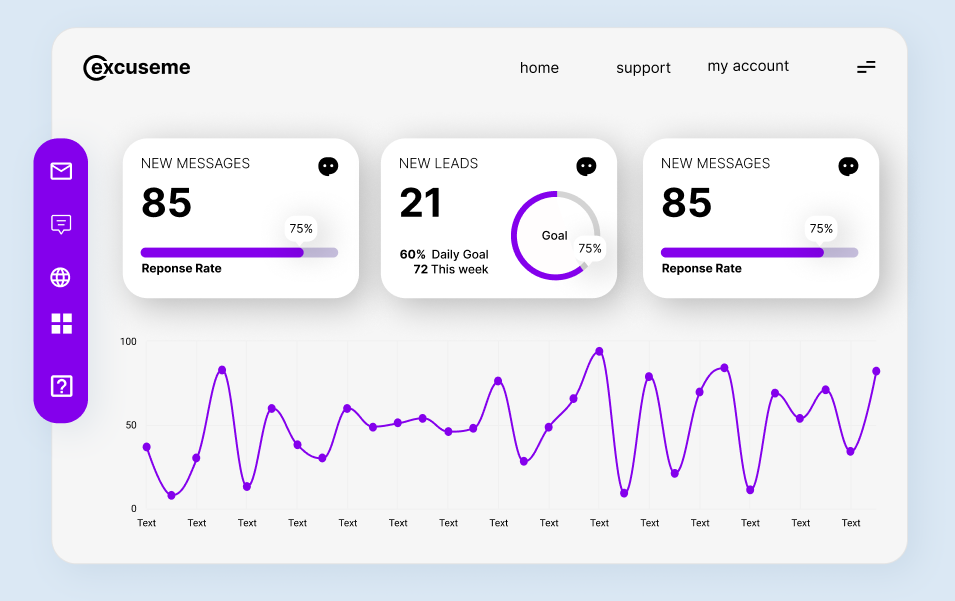 excuseme
home support my account
NEW MESSAGES
85
75%
Reponse Rate
NEW LEADS
21
Goal
75%
60% Daily Goal
72 This week
NEW MESSAGES
85
75%
Reponse Rate
100
50
0
Text Text Text Text Text Text Text Text Text Text Text Text Text Text Text
?